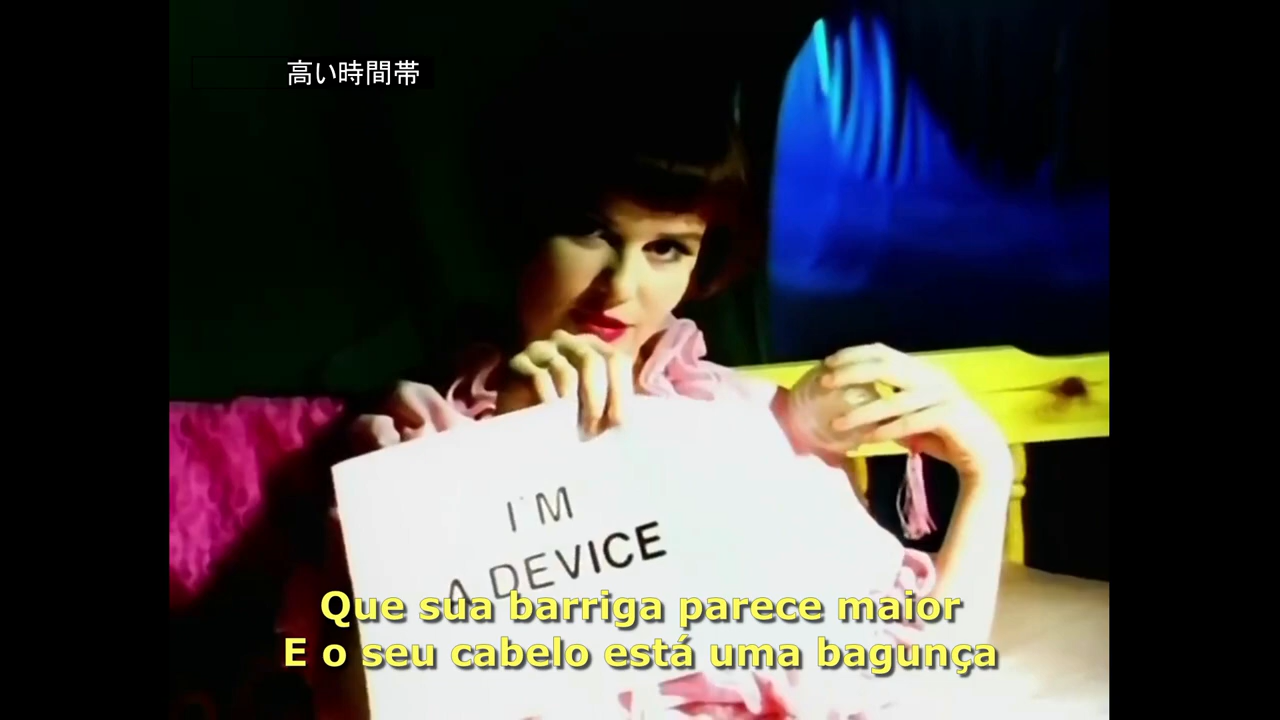 高い時間帯
I'M
A DEVICE
Que sua barriga parece maior
E o seu cabelo está uma bagunça